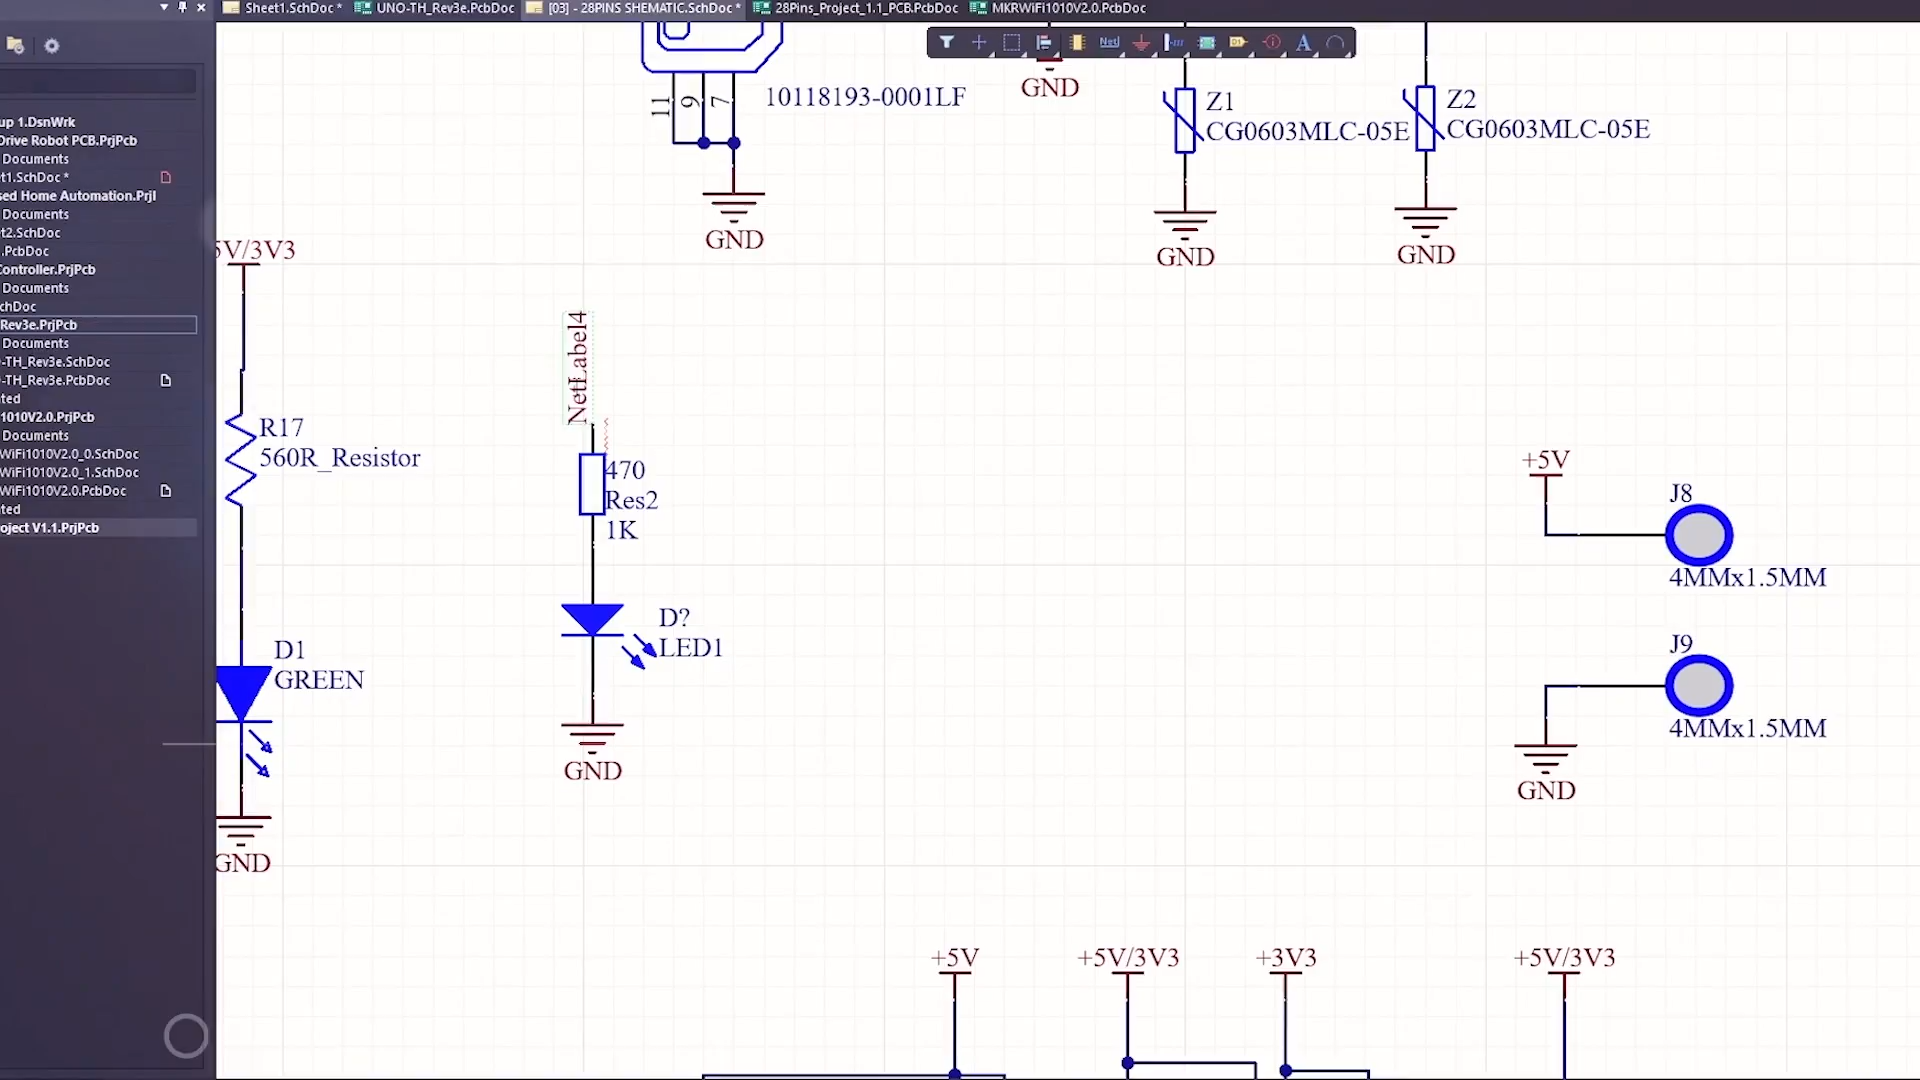 Sheet1.SchDoc *
UNO-TH_Rev3e.PcbDoc
[03] - 28PINS SHEMATIC.SchDoc *
28Pins_Project_1.1_PCB.PcbDoc
MKRWiFi1010V2.0.PcbDoc
up 1.DsnWrk
Drive Robot PCB.PrjPcb
Documents
t1.SchDoc *
sed Home Automation.PrjI
Documents
t2.SchDoc
.PcbDoc
Controller.PrjPcb
Documents
chDoc
Rev3e.PrjPcb
Documents
-TH_Rev3e.SchDoc
-TH_Rev3e.PcbDoc
ted
1010V2.0.PrjPcb
Documents
WiFi1010V2.0_0.SchDoc
WiFi1010V2.0_1.SchDoc
WiFi1010V2.0.PcbDoc
ted
oject V1.1.PrjPcb
Net
A
11
9
7
10118193-0001LF
GND
GND
Z1
CG0603MLC-05E
GND
Z2
CG0603MLC-05E
GND
5V/3V3
R17
560R_Resistor
D1
GREEN
GND
NetLabel4
470
Res2
1K
D?
LED1
GND
+5V
J8
4MMx1.5MM
J9
4MMx1.5MM
GND
+5V
+5V/3V3
+3V3
+5V/3V3